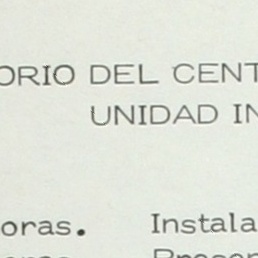 ORIO DEL CENT
UNIDAD IN
oras. Instala